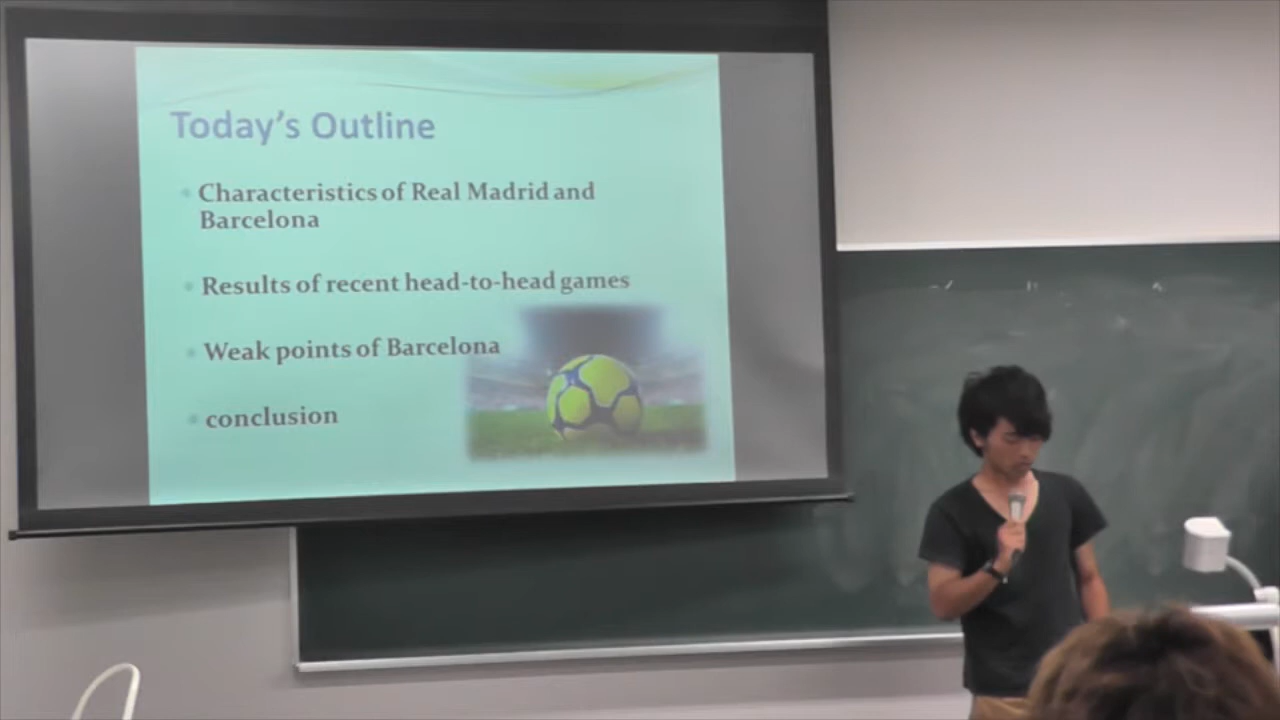 Today's Outline
Characteristics of Real Madrid and
Barcelona
Results of recent head-to-head games
Weak points of Barcelona
conclusion